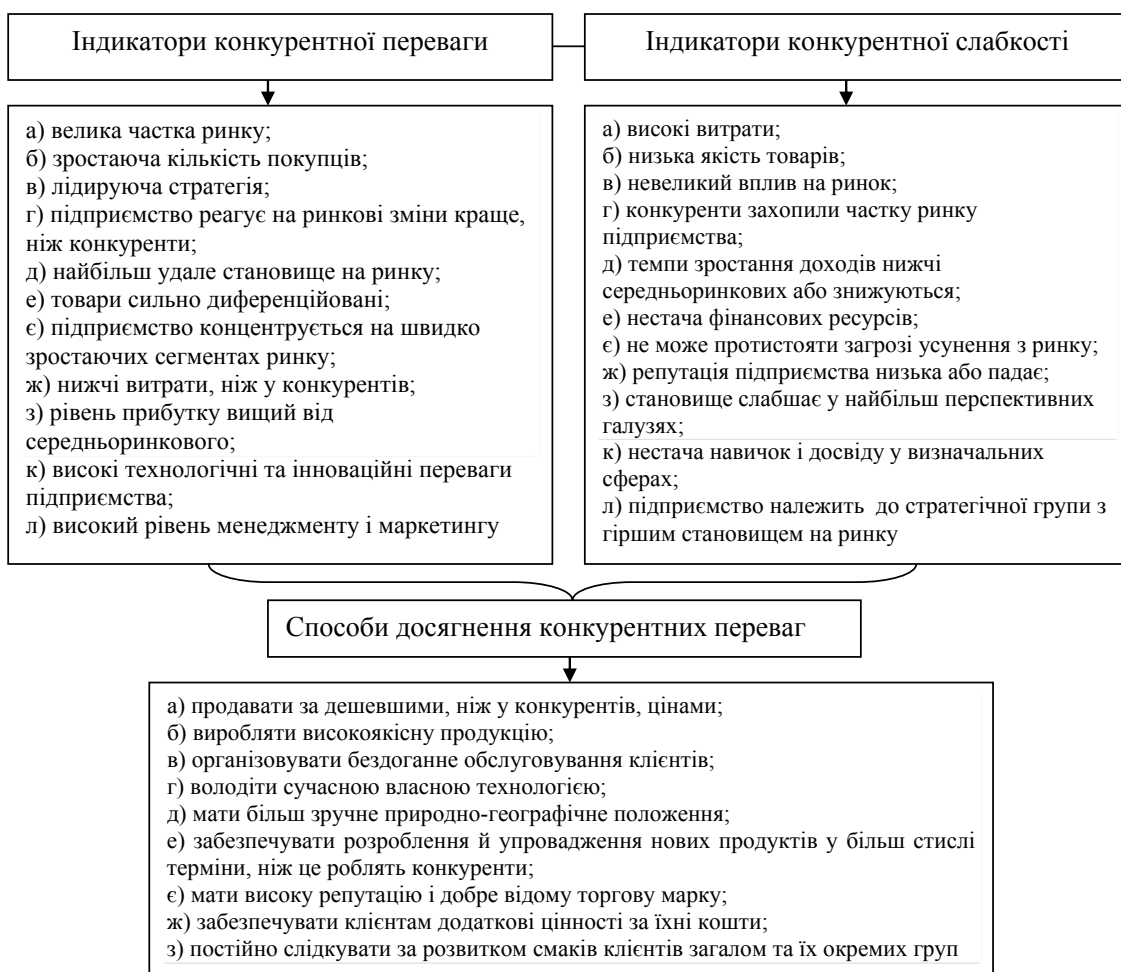 Індикатори конкурентної переваги
Індикатори конкурентної слабкості
а) велика частка ринку;
б) зростаюча кількість покупців;
в) лідируюча стратегія;
г) підприємство реагує на ринкові зміни краще,
ніж конкуренти;
д) найбільш удале становище на ринку;
е) товари сильно диференційовані;
є) підприємство концентрується на швидко
зростаючих сегментах ринку;
ж) нижчі витрати, ніж у конкурентів;
з) рівень прибутку вищий від
середньоринкового;
к) високі технологічні та інноваційні переваги
підприємства;
л) високий рівень менеджменту і маркетингу
а) високі витрати;
б) низька якість товарів;
в) невеликий вплив на ринок;
г) конкуренти захопили частку ринку
підприємства;
д) темпи зростання доходів нижчі
середньоринкових або знижуються;
е) нестача фінансових ресурсів;
є) не може протистояти загрозі усунення з ринку;
ж) репутація підприємства низька або падає;
з) становище слабшає у найбільш перспективних
галузях;
к) нестача навичок і досвіду у визначальних
сферах;
л) підприємство належить до стратегічної групи з
гіршим становищем на ринку
Способи досягнення конкурентних переваг
а) продавати за дешевшими, ніж у конкурентів, цінами;
б) виробляти високоякісну продукцію;
в) організовувати бездоганне обслуговування клієнтів;
г) володіти сучасною власною технологією;
д) мати більш зручне природно-географічне положення;
е) забезпечувати розроблення й упровадження нових продуктів у більш стислі
терміни, ніж це роблять конкуренти;
є) мати високу репутацію і добре відому торгову марку;
ж) забезпечувати клієнтам додаткові цінності за їхні кошти;
з) постійно слідкувати за розвитком смаків клієнтів загалом та їх окремих груп